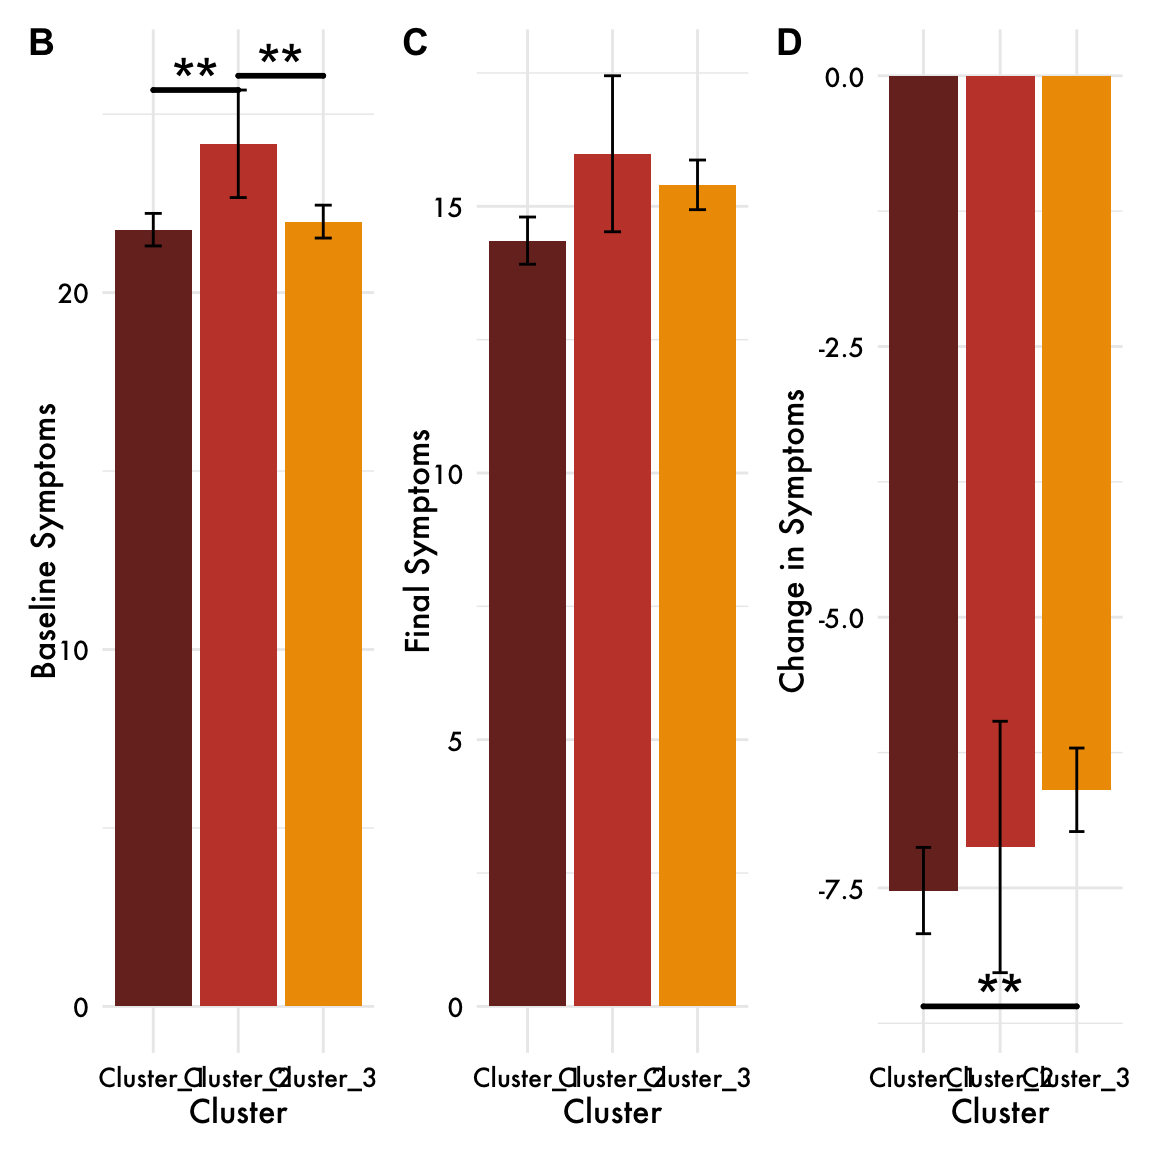 B
**
**
20
10
0
Baseline Symptoms
Cluster_1
Cluster_2
Cluster_3
Cluster
C
15
10
5
0
Final Symptoms
Cluster_1
Cluster_2
Cluster_3
Cluster
D
0.0
-2.5
-5.0
-7.5
Change in Symptoms
**
Cluster_1
Cluster_2
Cluster_3
Cluster